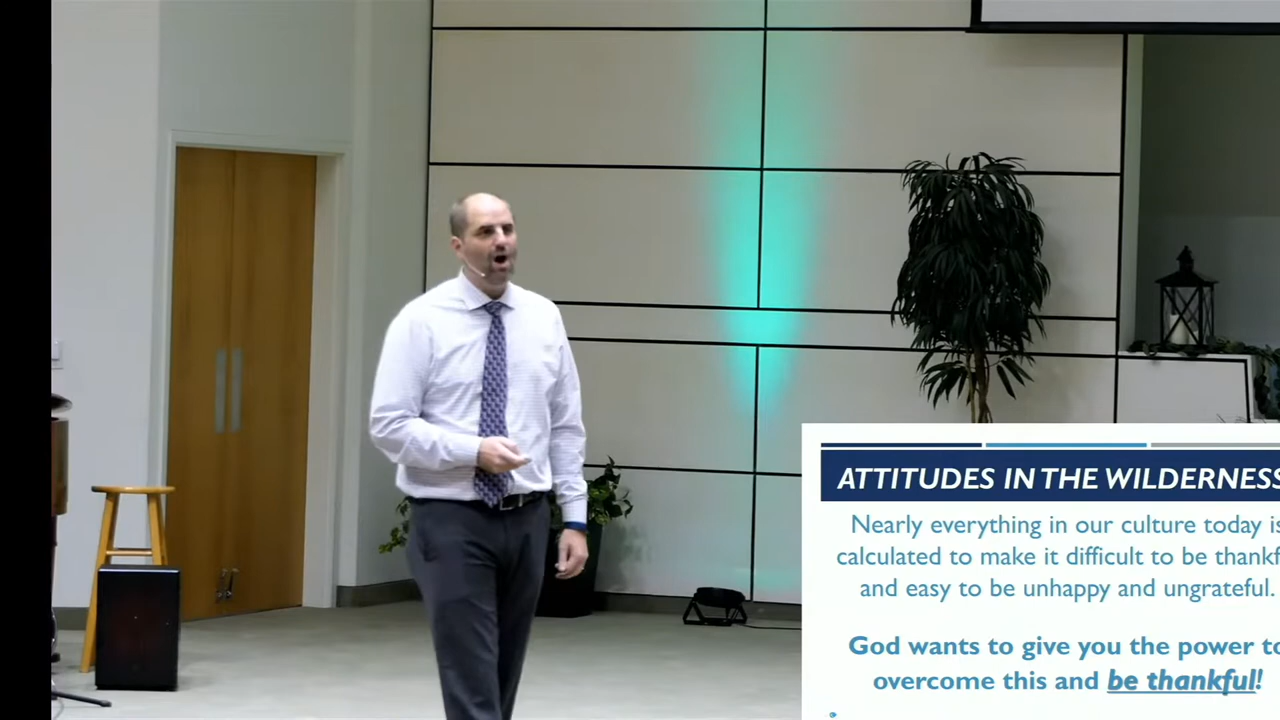 ATTITUDES IN THE WILDERNESS
Nearly everything in our culture today is
calculated to make it difficult to be thankf
and easy to be unhappy and ungrateful.
God wants to give you the power to
overcome this and be thankful!